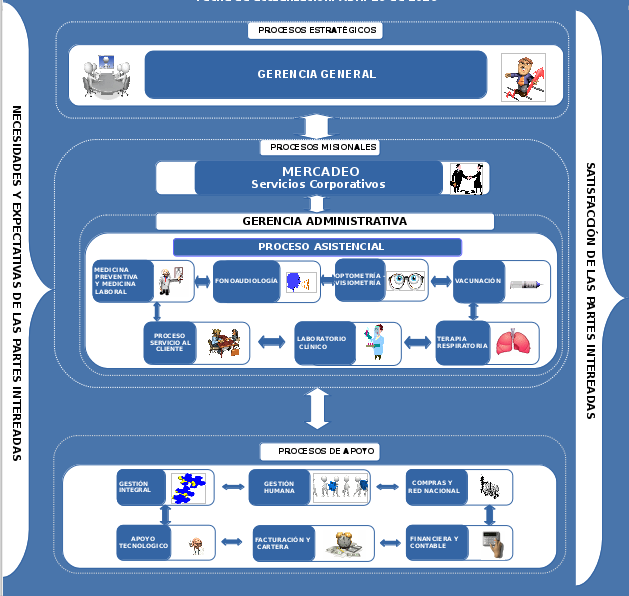 PROCESOS ESTRATÉGICOS
GERENCIA GENERAL
PROCESOS MISIONALES
MERCADEO
Servicios Corporativos
GERENCIA ADMINISTRATIVA
PROCESO ASISTENCIAL
MEDICINA
PREVENTIVA
Y MEDICINA
LABORAL
FONOAUDIOLOGÍA
OPTOMETRÍA -
VISIOMETRÍA
VACUNACIÓN
PROCESO
SERVICIO AL
CLIENTE
LABORATORIO
CLÍNICO
TERAPIA
RESPIRATORIA
PROCESOS DE APOYO
GESTIÓN
INTEGRAL
GESTIÓN
HUMANA
COMPRAS Y
RED NACIONAL
APOYO
TECNOLOGICO
FACTURACIÓN Y
CARTERA
FINANCIERA Y
CONTABLE
NECESIDADES Y EXPECTATIVAS DE LAS PARTES INTEREADAS
SATISFACCIÓN DE LAS PARTES INTEREADAS